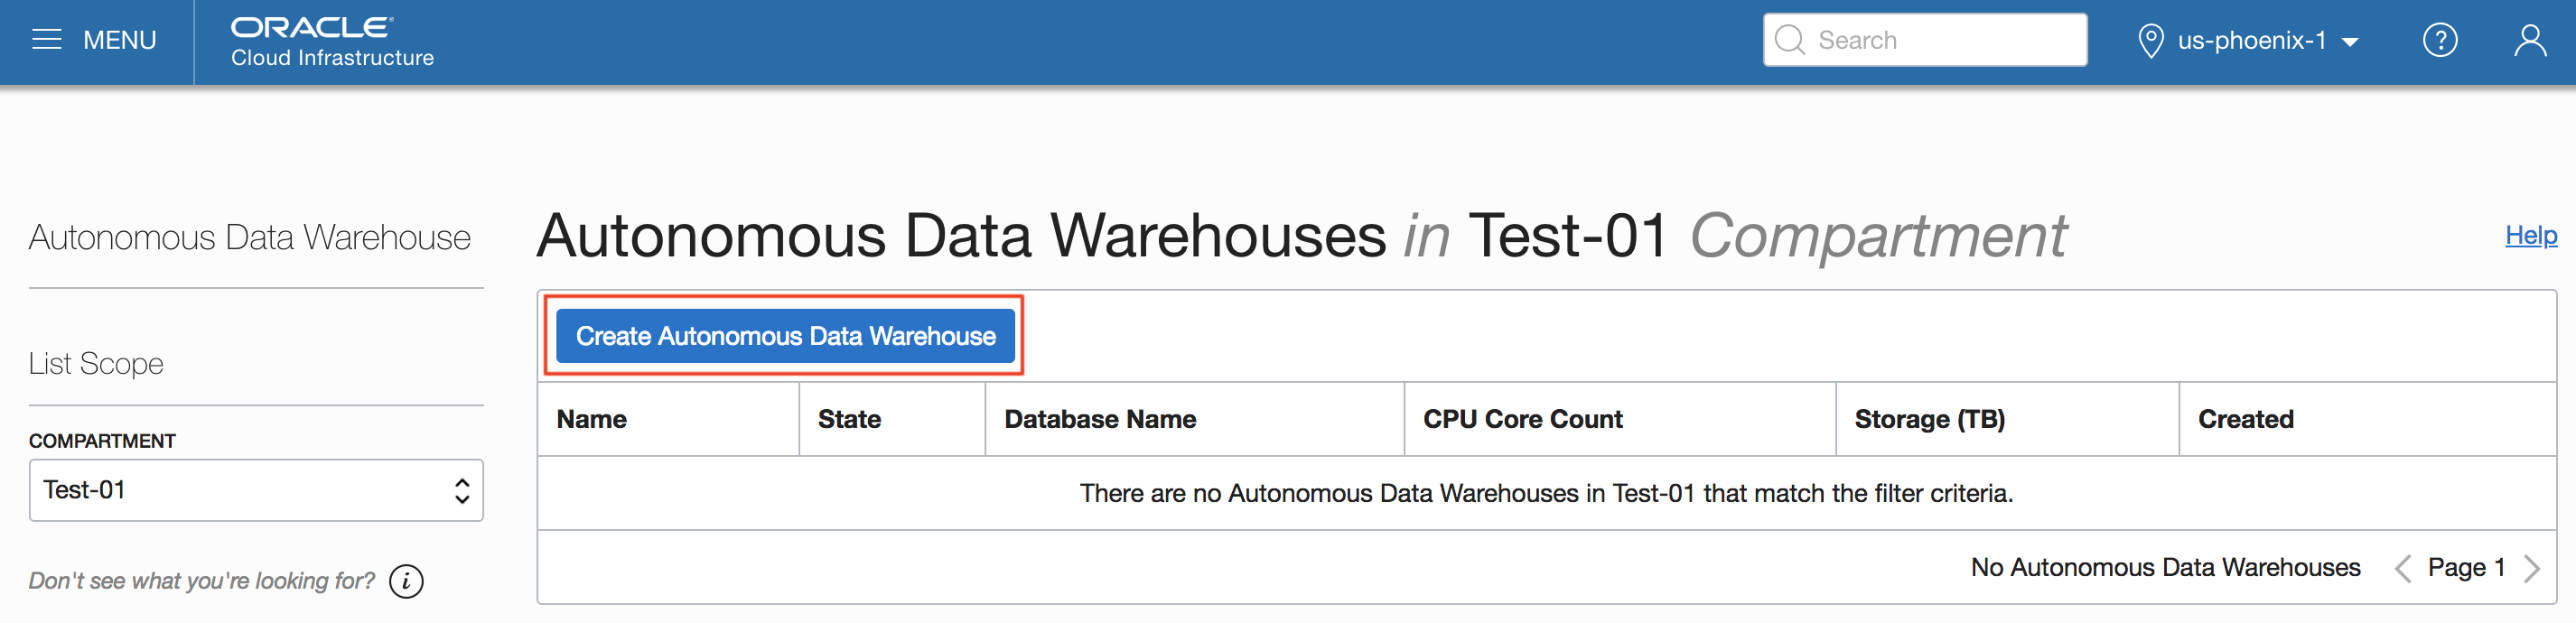 MENU
ORACLE®
Cloud Infrastructure
Search
us-phoenix-1
?
Autonomous Data Warehouse
List Scope
COMPARTMENT
Test-01
Don't see what you're looking for? i
Autonomous Data Warehouses in Test-01 Compartment
Help
Create Autonomous Data Warehouse
Name State Database Name CPU Core Count Storage (TB) Created
There are no Autonomous Data Warehouses in Test-01 that match the filter criteria.
No Autonomous Data Warehouses < Page 1 >